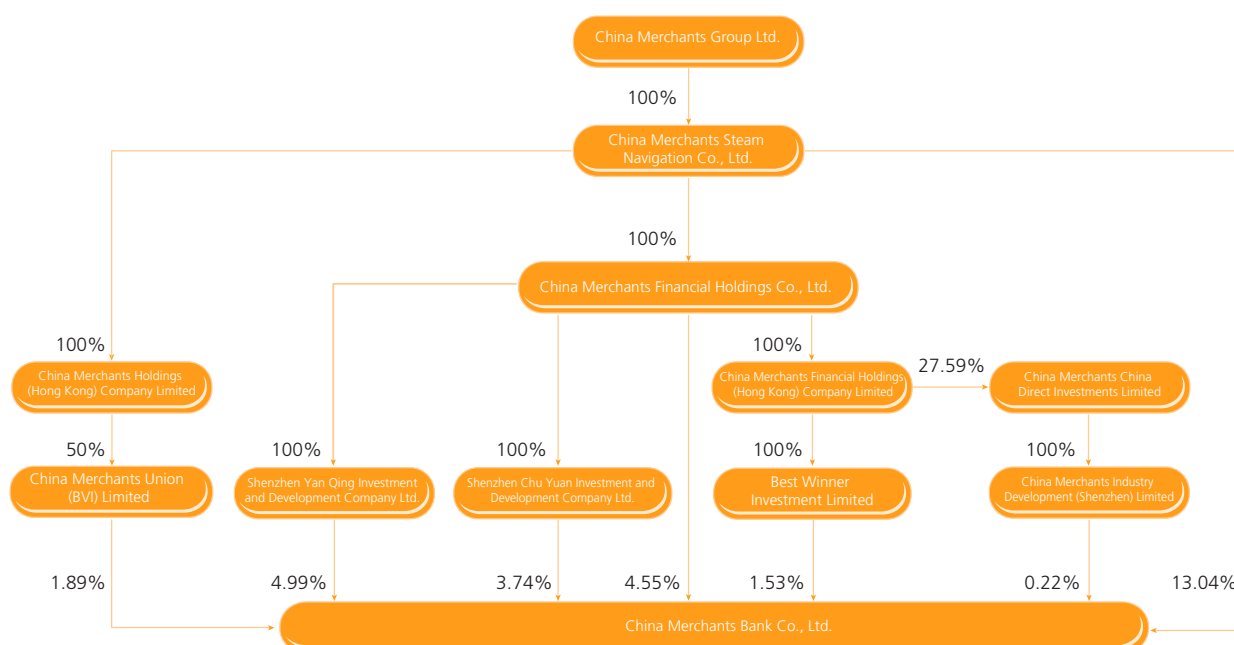 China Merchants Group Ltd.
100%
China Merchants Steam
Navigation Co., Ltd.
100%
China Merchants Financial Holdings Co., Ltd.
100%
100%
27.59%
China Merchants Holdings
(Hong Kong) Company Limited
China Merchants Financial Holdings
(Hong Kong) Company Limited
China Merchants China
Direct Investments Limited
50%
100%
100%
100%
100%
China Merchants Union
(BVI) Limited
Shenzhen Yan Qing Investment
and Development Company Ltd.
Shenzhen Chu Yuan Investment and
Development Company Ltd.
Best Winner
Investment Limited
China Merchants Industry
Development (Shenzhen) Limited
1.89%
4.99%
3.74%
4.55%
1.53%
0.22%
13.04%
China Merchants Bank Co., Ltd.